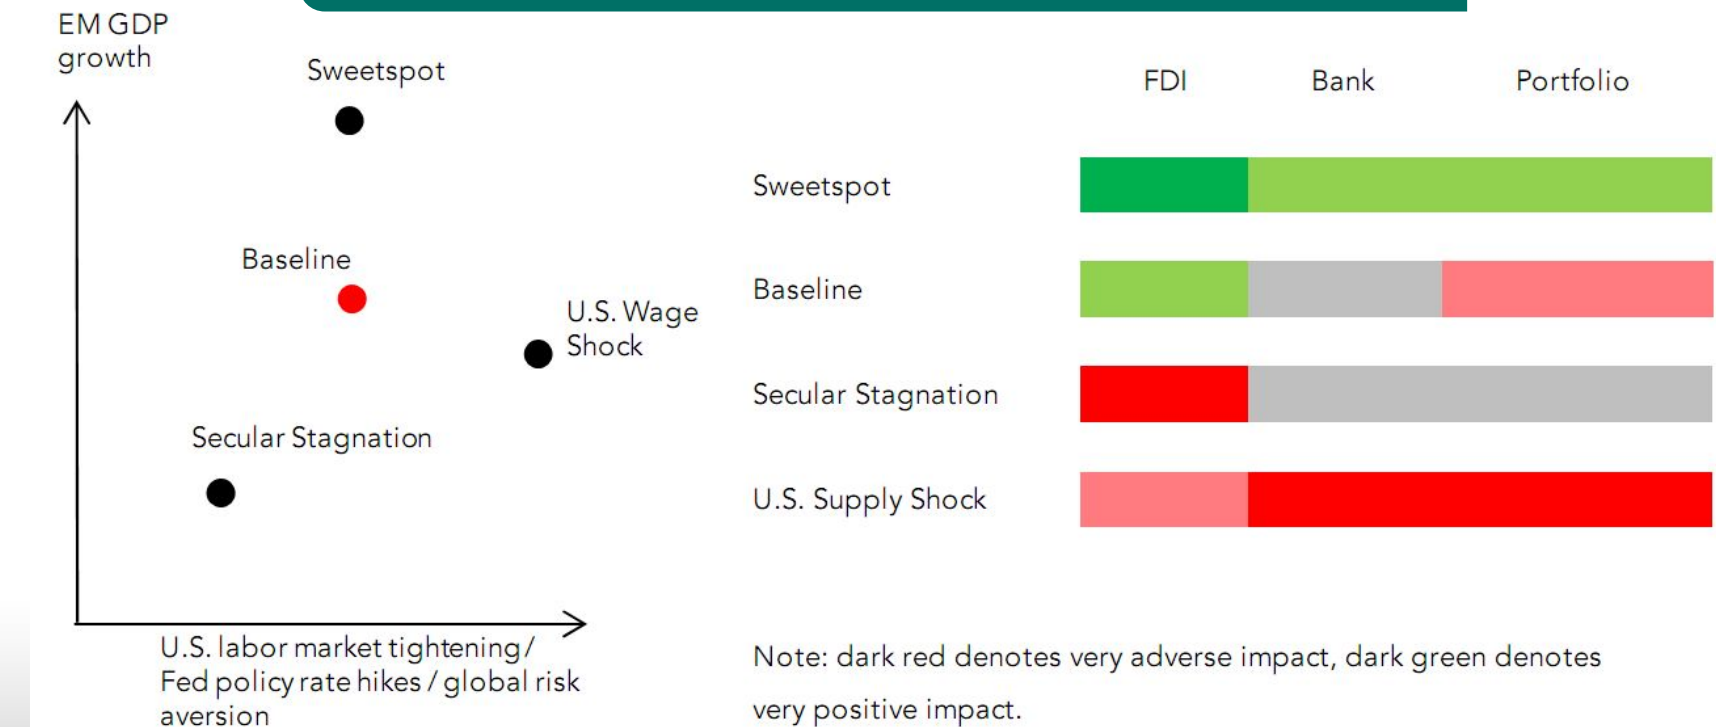 EM GDP
growth
Sweetspot
Baseline
U.S. Wage
Shock
Secular Stagnation
U.S. labor market tightening/
Fed policy rate hikes / global risk
aversion
FDI Bank Portfolio
Sweetspot
Baseline
Secular Stagnation
U.S. Supply Shock
Note: dark red denotes very adverse impact, dark green denotes
very positive impact.